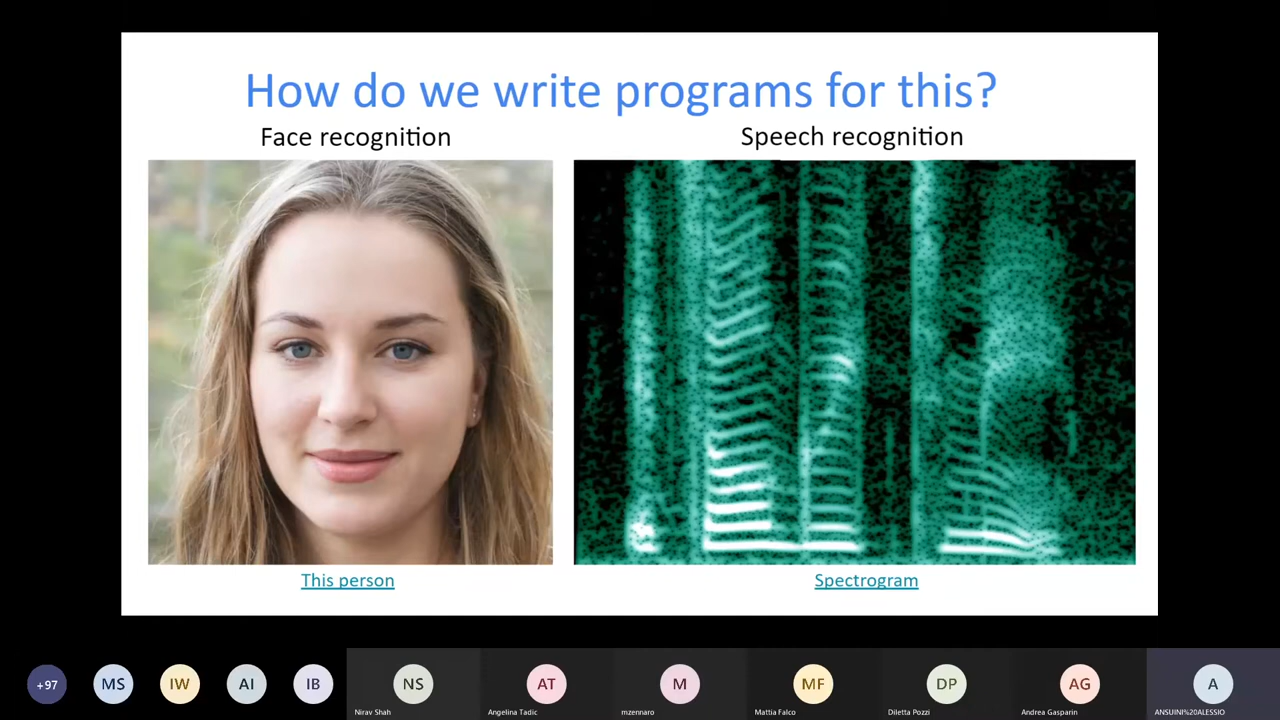 How do we write programs for this?
Face recognition
Speech recognition
This person
Spectrogram
+97
MS
IW
AI
IB
NS
AT
M
MF
DP
AG
A
Nirav Shah
Angelina Tadic
mzennaro
Mattia Falco
Diletta Pozzi
Andrea Gasparin
ANSUINI%20ALESSIO